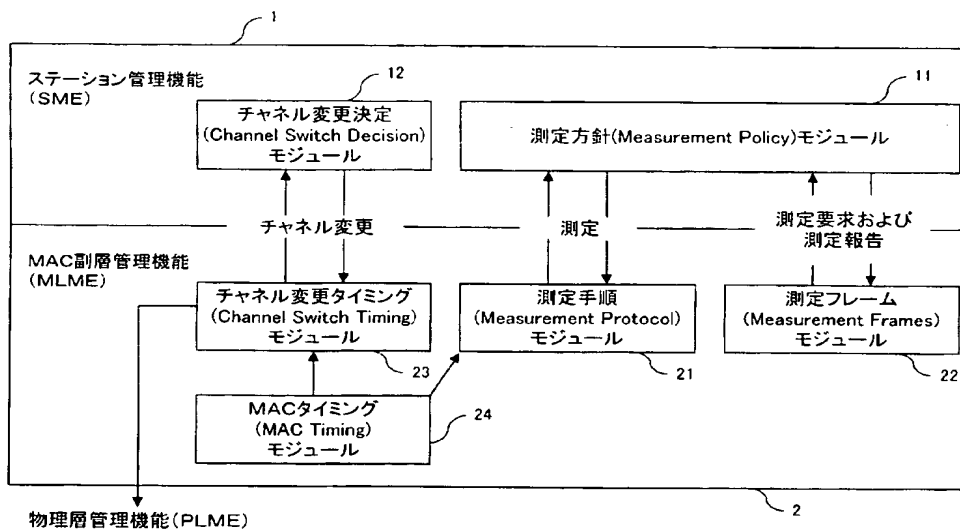 1
ステーション管理機能
(SME)
12
チャネル変更決定
(Channel Switch Decision)
モジュール
11
測定方針(Measurement Policy)モジュール
チャネル変更
測定
測定要求および
測定報告
MAC副層管理機能
(MLME)
チャネル変更タイミング
(Channel Switch Timing)
モジュール
23
測定手順
(Measurement Protocol)
モジュール
21
測定フレーム
(Measurement Frames)
モジュール
22
MACタイミング
(MAC Timing)
モジュール
24
2
物理層管理機能(PLME)